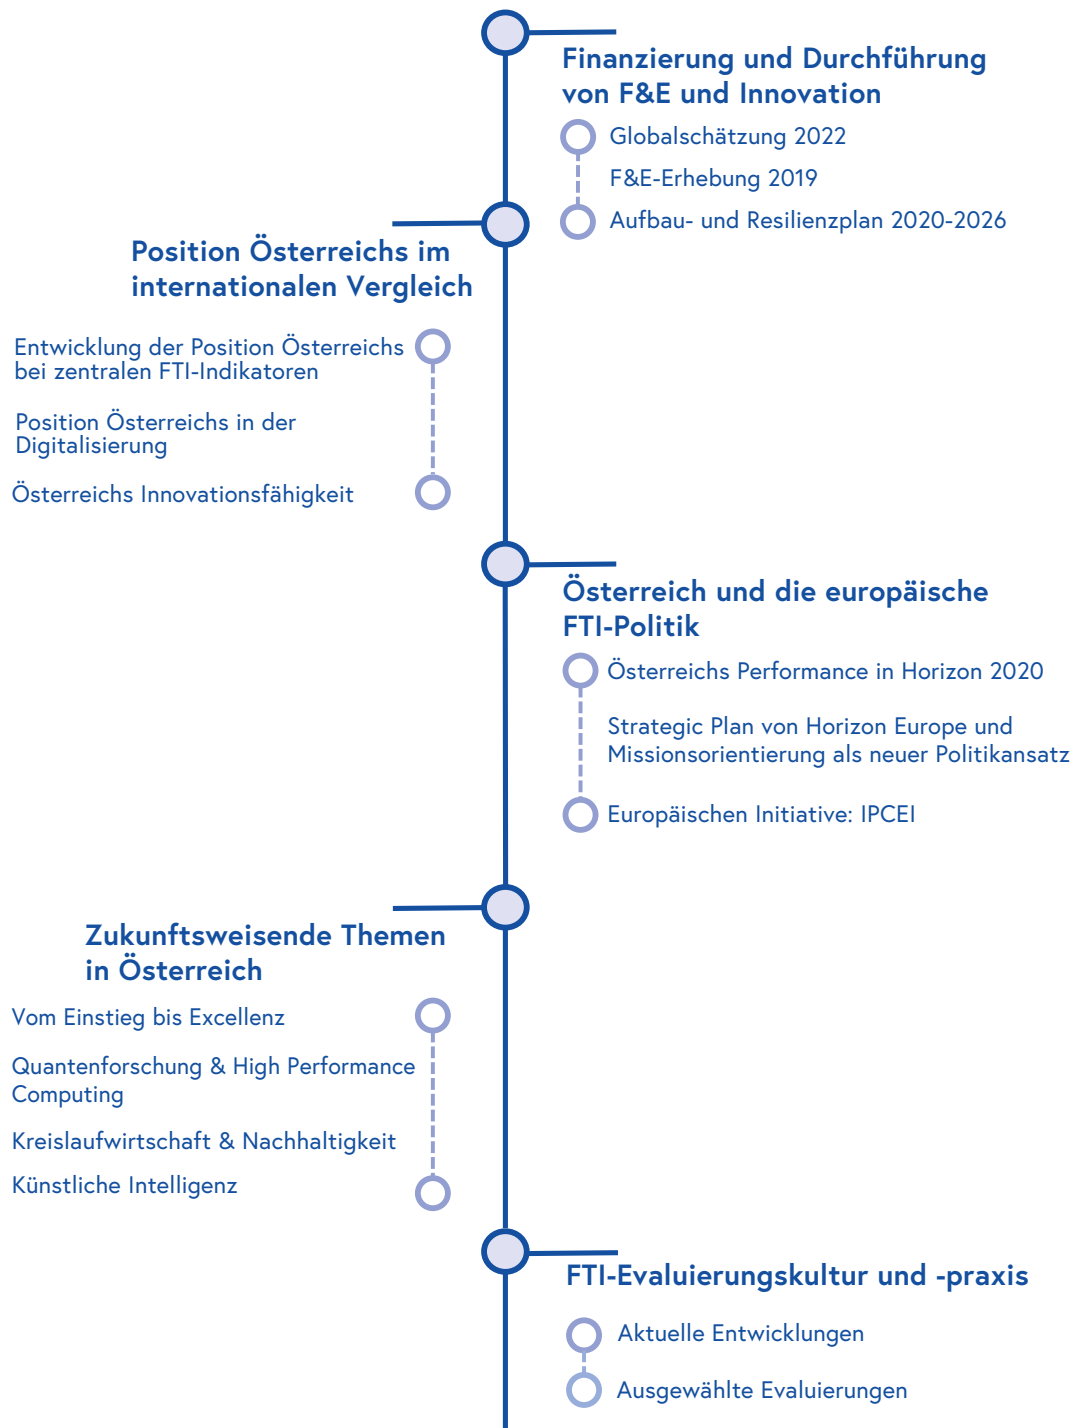 Finanzierung und Durchführung
von F&E und Innovation
Globalschätzung 2022
F&E-Erhebung 2019
Aufbau- und Resilienzplan 2020-2026
Position Österreichs im
internationalen Vergleich
Entwicklung der Position Österreichs
bei zentralen FTI-Indikatoren
Position Österreichs in der
Digitalisierung
Österreichs Innovationsfähigkeit
Österreich und die europäische
FTI-Politik
Österreichs Performance in Horizon 2020
Strategic Plan von Horizon Europe und
Missionsorientierung als neuer Politikansatz
Europäischen Initiative: IPCEI
Zukunftsweisende Themen
in Österreich
Vom Einstieg bis Excellenz
Quantenforschung & High Performance
Computing
Kreislaufwirtschaft & Nachhaltigkeit
Künstliche Intelligenz
FTI-Evaluierungskultur und -praxis
Aktuelle Entwicklungen
Ausgewählte Evaluierungen